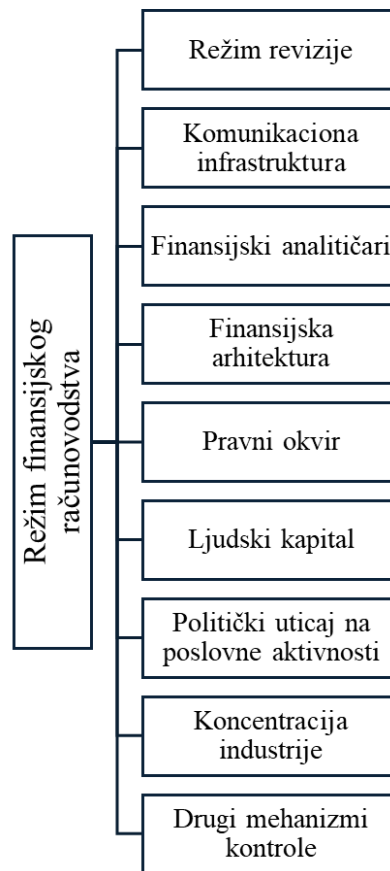 Režim finansijskog
računovodstva
Režim revizije
Komunikaciona
infrastruktura
Finansijski analitičari
Finansijska
arhitektura
Pravni okvir
Ljudski kapital
Politički uticaj na
poslovne aktivnosti
Koncentracija
industrije
Drugi mehanizmi
kontrole